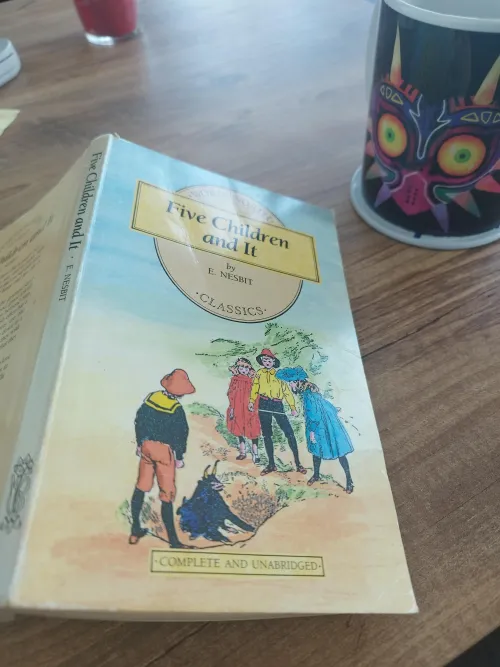 Five Children and It · E. NESBIT
Five Children
and It
by
E. NESBIT
·CLASSICS·
·COMPLETE AND UNABRIDGED·